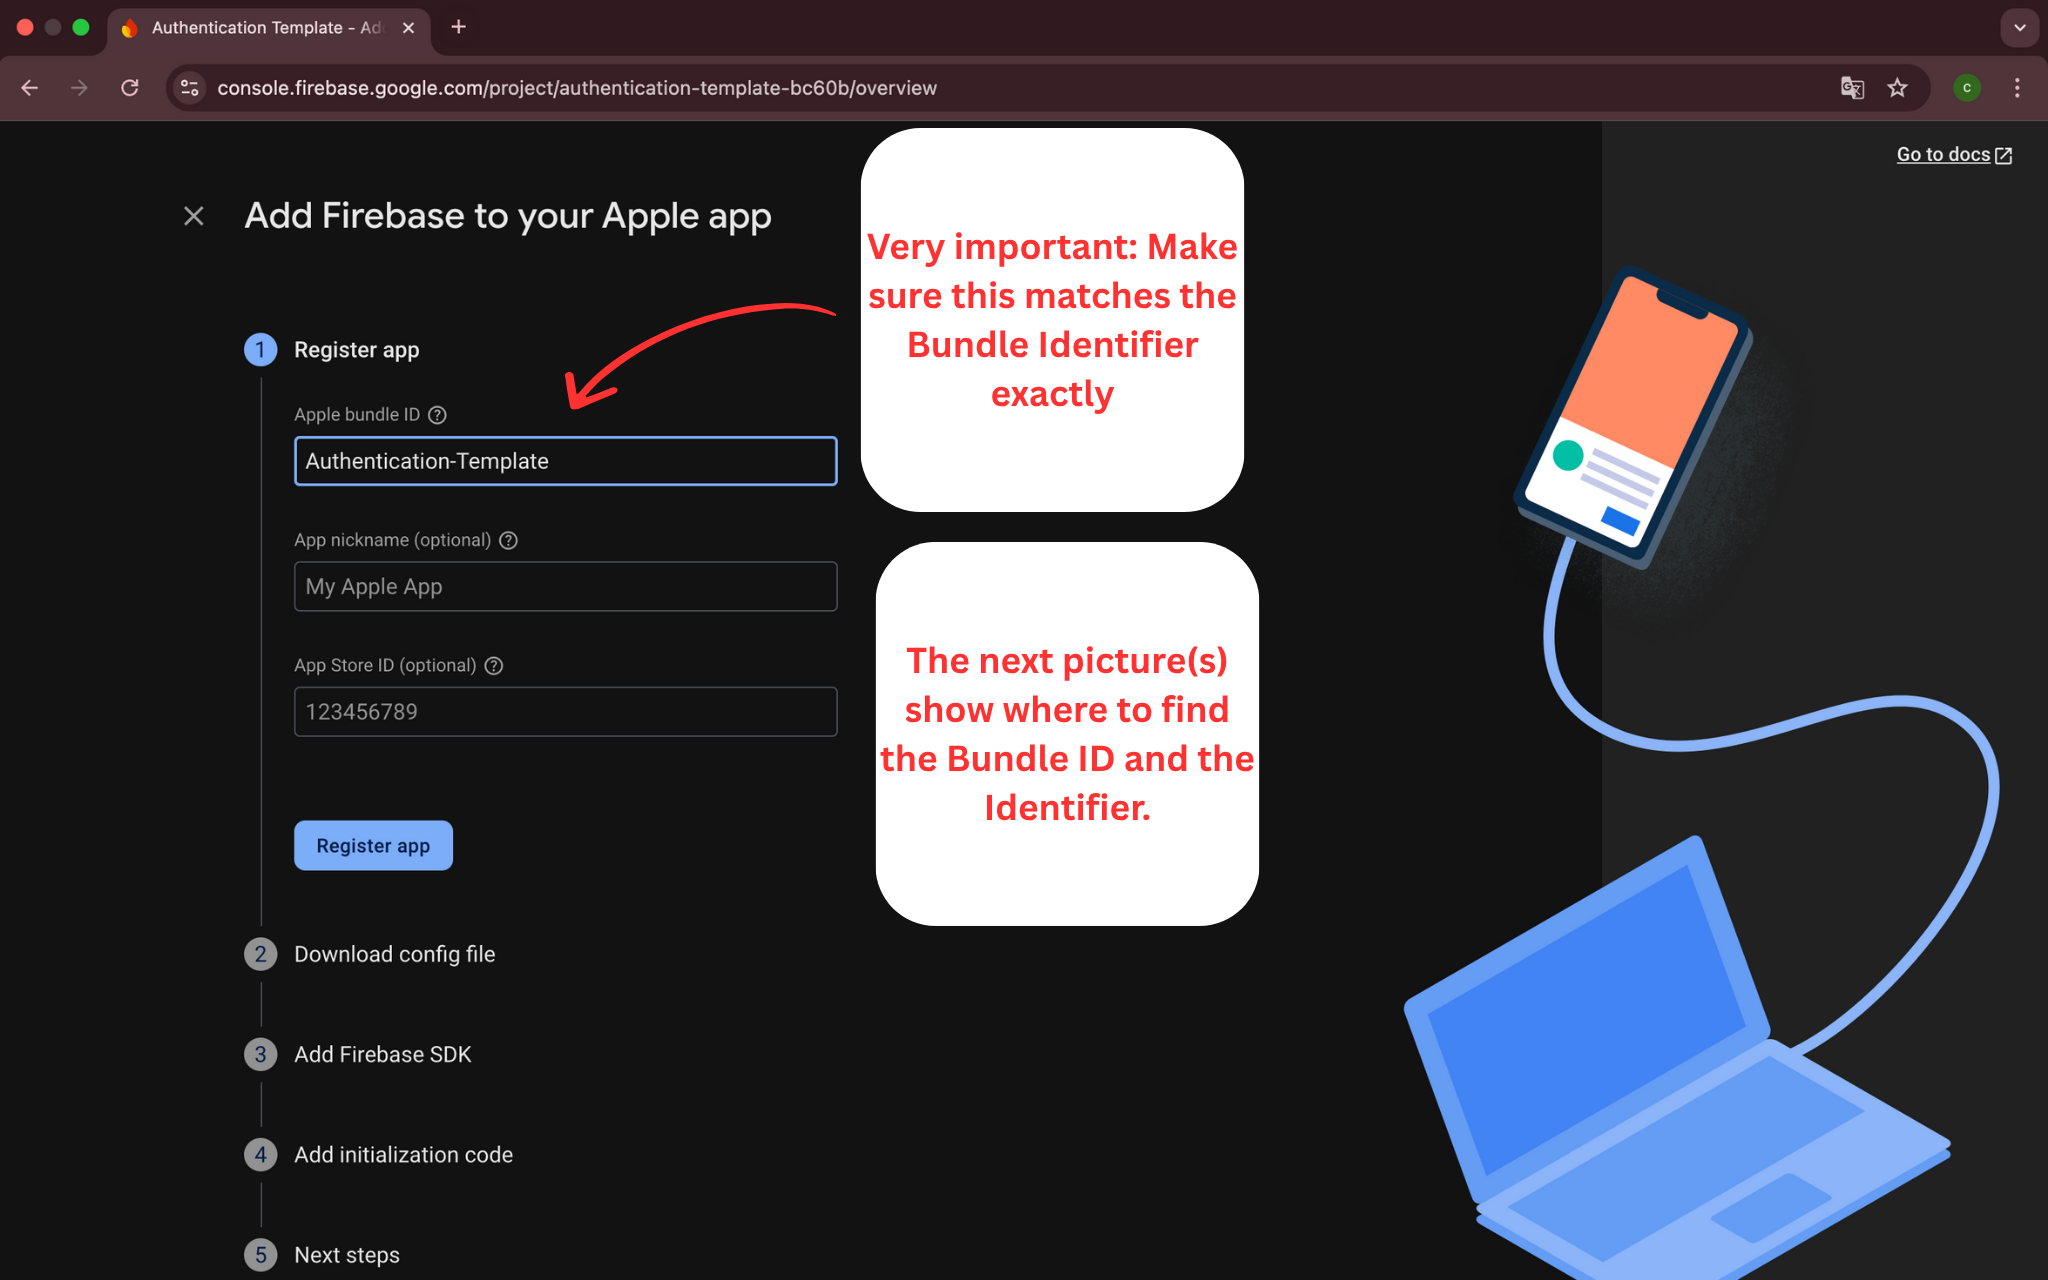 Authentication Template - Ad
console.firebase.google.com/project/authentication-template-bc60b/overview
C
Go to docs
Add Firebase to your Apple app
Very important: Make
sure this matches the
Bundle Identifier
exactly
1 Register app
Apple bundle ID
Authentication-Template
App nickname (optional)
My Apple App
App Store ID (optional)
123456789
The next picture(s)
show where to find
the Bundle ID and the
Identifier.
Register app
2 Download config file
3 Add Firebase SDK
4 Add initialization code
5 Next steps